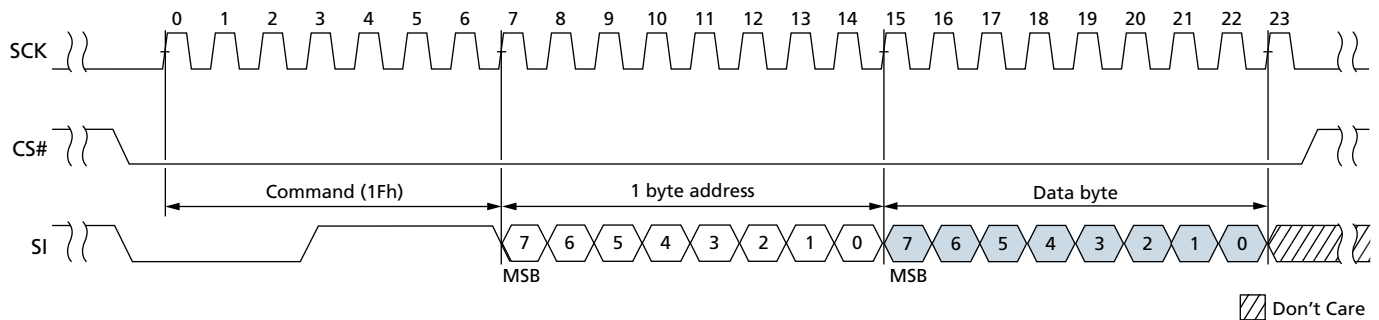 0 1 2 3 4 5 6 7 8 9 10 11 12 13 14 15 16 17 18 19 20 21 22 23
SCK
CS#
Command (1Fh) 1 byte address Data byte
SI 7 6 5 4 3 2 1 0 7 6 5 4 3 2 1 0
MSB MSB
Don't Care